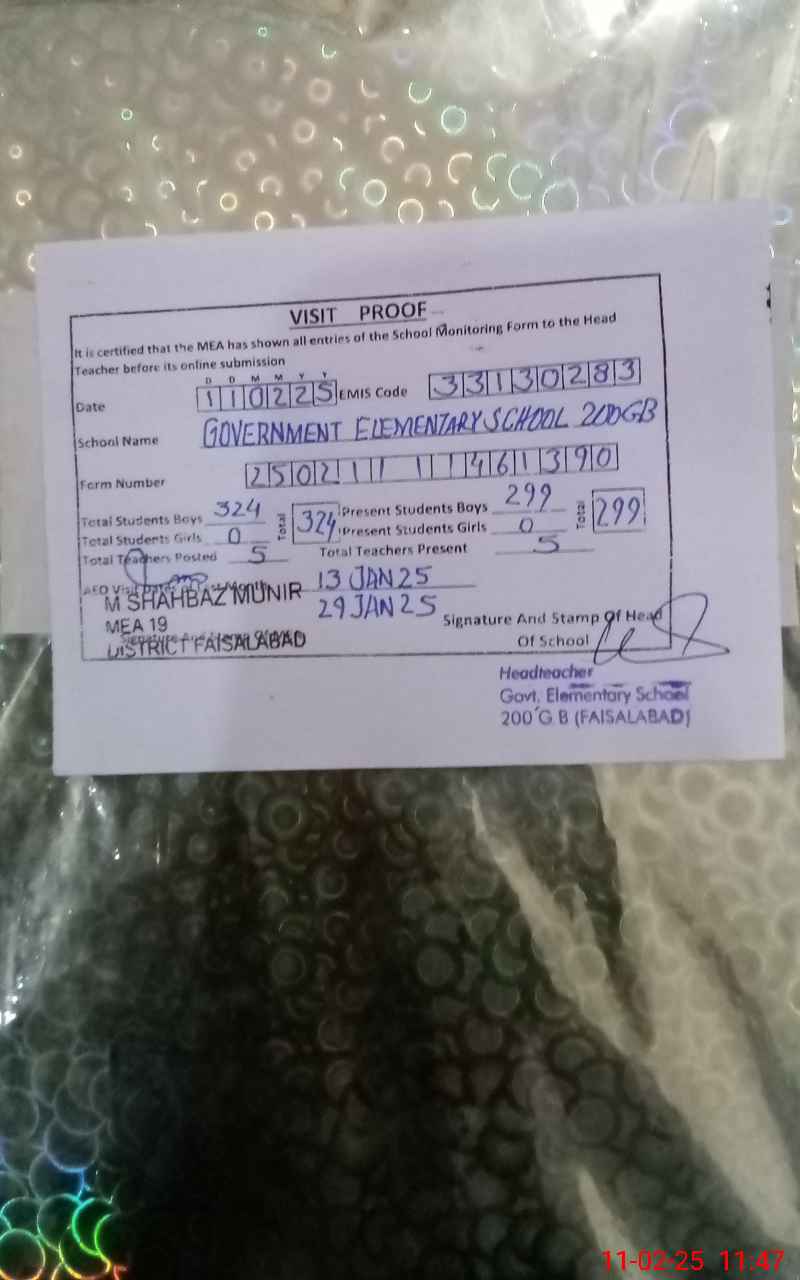 VISIT PROOF
It is certified that the MEA has shown all entries of the School Monitoring Form to the Head
Teacher before its online submission
D D M M Y Y
Date 110225 EMIS Code 33130283
School Name GOVERNMENT ELEMENTARY SCHOOL 200GB
Form Number 250211111461390
Total Students Boys 324 Total 324 Present Students Boys 299 Total 299
Total Students Girls 0 Present Students Girls 0
Total Teachers Posted 5 Total Teachers Present 5
AEO Visit 13 JAN 25
M SHAHBAZ MUNIR 29 JAN 25
MEA 19 Signature And Stamp Of Head
DISTRICT FAISALABAD Of School
Headteacher
Govt. Elementary School
200 G B (FAISALABAD)
11-02-25 11:47